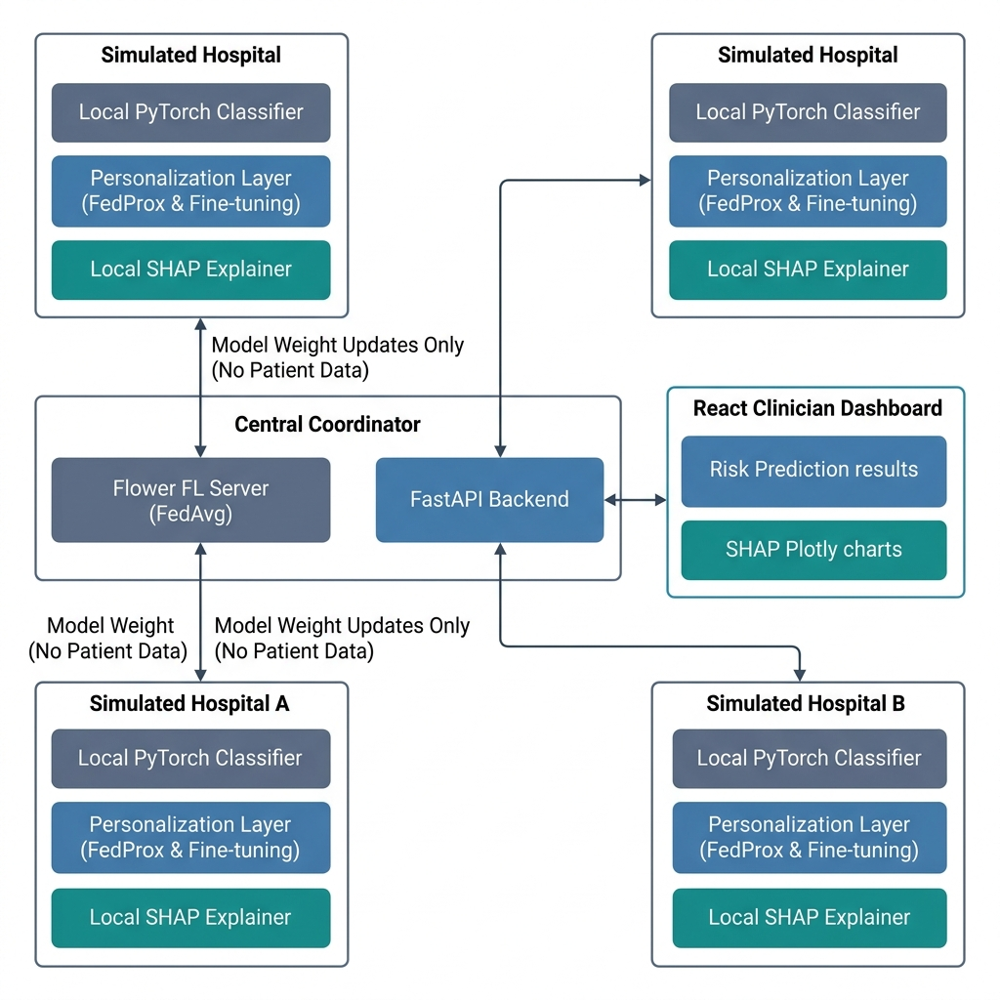 Simulated Hospital
Local PyTorch Classifier
Personalization Layer
(FedProx & Fine-tuning)
Local SHAP Explainer
Simulated Hospital
Local PyTorch Classifier
Personalization Layer
(FedProx & Fine-tuning)
Local SHAP Explainer
Model Weight Updates Only
(No Patient Data)
Central Coordinator
Flower FL Server
(FedAvg)
FastAPI Backend
React Clinician Dashboard
Risk Prediction results
SHAP Plotly charts
Model Weight
(No Patient Data)
Model Weight Updates Only
(No Patient Data)
Simulated Hospital A
Local PyTorch Classifier
Personalization Layer
(FedProx & Fine-tuning)
Local SHAP Explainer
Simulated Hospital B
Local PyTorch Classifier
Personalization Layer
(FedProx & Fine-tuning)
Local SHAP Explainer